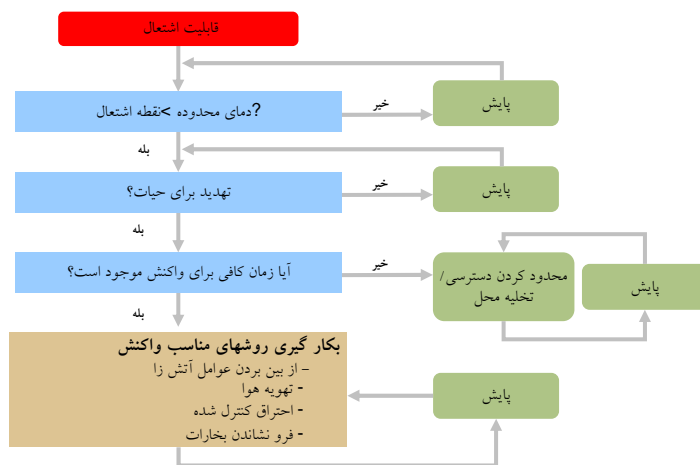 قابلیت اشتعال
پایش
?دمای محدوده >نقطه اشتعال
خیر
بله
پایش
تهدید برای حیات؟
خیر
بله
آیا زمان کافی برای واکنش موجود است؟
خیر
محدود کردن دسترسی/
تخلیه محل
پایش
بله
بکار گیری روشهای مناسب واکنش
– از بین بردن عوامل آتش زا
- تهویه هوا
- احتراق کنترل شده
- فرو نشاندن بخارات
پایش